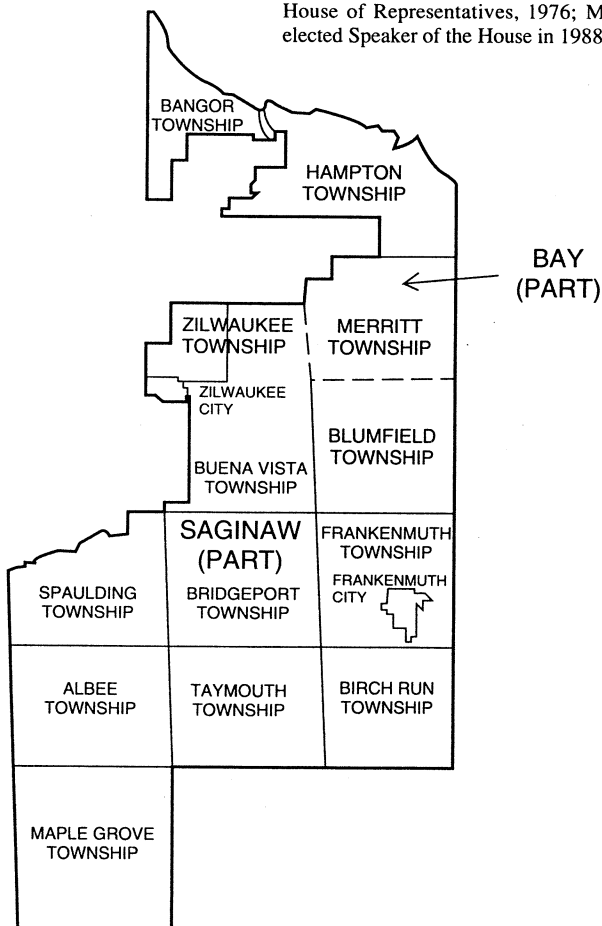 House of Representatives, 1976; M
elected Speaker of the House in 1988
BANGOR
TOWNSHIP
HAMPTON
TOWNSHIP
BAY
(PART)
ZILWAUKEE
TOWNSHIP
MERRITT
TOWNSHIP
ZILWAUKEE
CITY
BLUMFIELD
TOWNSHIP
BUENA VISTA
TOWNSHIP
SAGINAW
(PART)
FRANKENMUTH
TOWNSHIP
FRANKENMUTH
CITY
SPAULDING
TOWNSHIP
BRIDGEPORT
TOWNSHIP
ALBEE
TOWNSHIP
TAYMOUTH
TOWNSHIP
BIRCH RUN
TOWNSHIP
MAPLE GROVE
TOWNSHIP